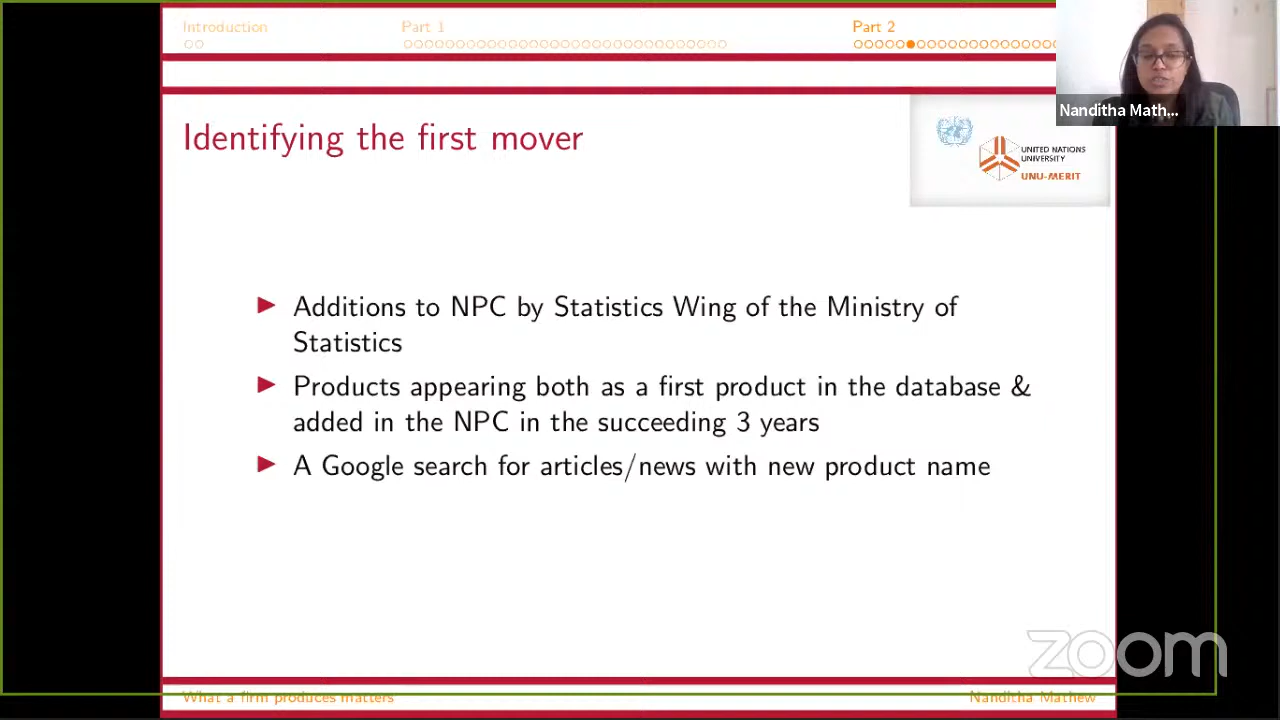 Introduction
Part 1
Part 2
Nanditha Math...
Identifying the first mover
UNITED NATIONS
UNIVERSITY
UNU-MERIT
Additions to NPC by Statistics Wing of the Ministry of
Statistics
Products appearing both as a first product in the database &
added in the NPC in the succeeding 3 years
A Google search for articles/news with new product name
zoom
What a firm produces matters
Nanditha Mathew